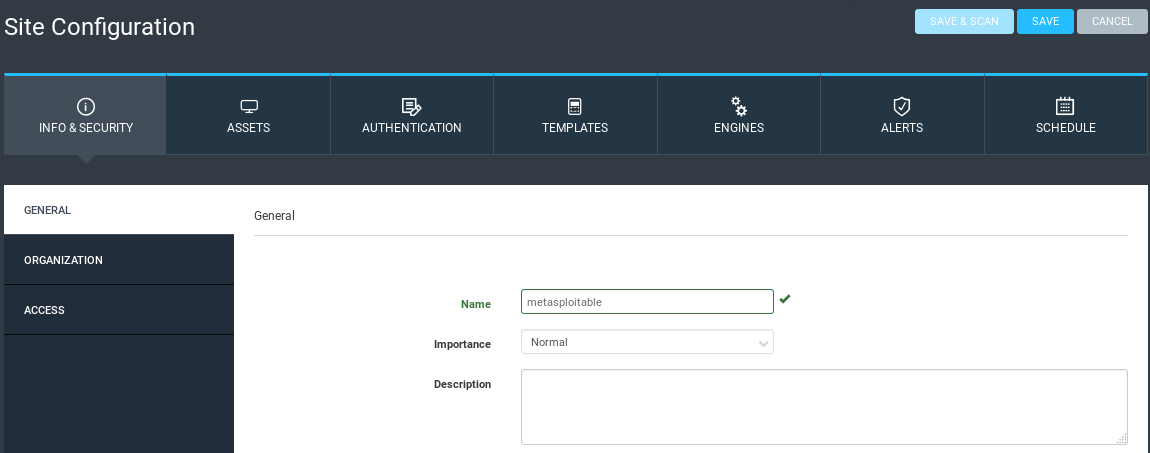 Site Configuration
SAVE & SCAN SAVE CANCEL
INFO & SECURITY ASSETS AUTHENTICATION TEMPLATES ENGINES ALERTS SCHEDULE
GENERAL
General
ORGANIZATION
ACCESS
Name metasploitable
Importance Normal
Description